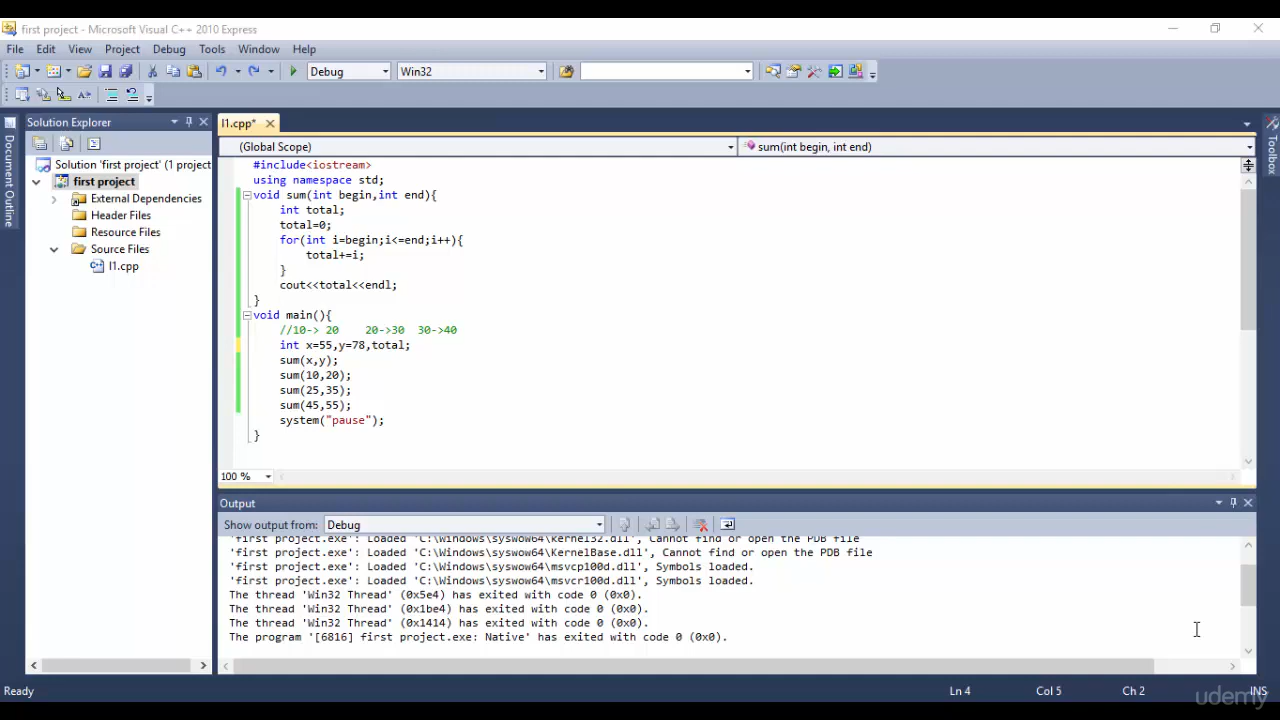 first project - Microsoft Visual C++ 2010 Express
File Edit View Project Debug Tools Window Help
Debug Win32
Solution Explorer
l1.cpp*
Document Outline
Toolbox
(Global Scope) sum(int begin, int end)
Solution 'first project' (1 project
first project
External Dependencies
Header Files
Resource Files
Source Files
l1.cpp
#include<iostream>
using namespace std;
void sum(int begin,int end){
int total;
total=0;
for(int i=begin;i<=end;i++){
total+=i;
}
cout<<total<<endl;
}
void main(){
//10-> 20    20->30  30->40
int x=55,y=78,total;
sum(x,y);
sum(10,20);
sum(25,35);
sum(45,55);
system("pause");
}
100 %
Output
Show output from: Debug
'first project.exe': Loaded 'C:\Windows\syswow64\kernel32.dll', Cannot find or open the PDB file
'first project.exe': Loaded 'C:\Windows\syswow64\KernelBase.dll', Cannot find or open the PDB file
'first project.exe': Loaded 'C:\Windows\syswow64\msvcp100d.dll', Symbols loaded.
'first project.exe': Loaded 'C:\Windows\syswow64\msvcr100d.dll', Symbols loaded.
The thread 'Win32 Thread' (0x5e4) has exited with code 0 (0x0).
The thread 'Win32 Thread' (0x1be4) has exited with code 0 (0x0).
The thread 'Win32 Thread' (0x1414) has exited with code 0 (0x0).
The program '[6816] first project.exe: Native' has exited with code 0 (0x0).
Ready Ln 4 Col 5 Ch 2 INS
udemy